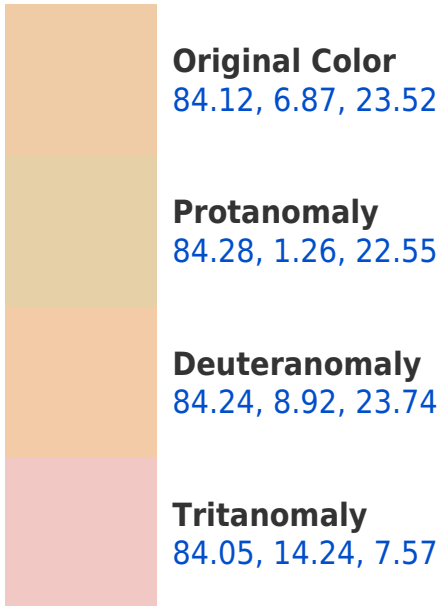 Original Color
84.12, 6.87, 23.52
Protanomaly
84.28, 1.26, 22.55
Deuteranomaly
84.24, 8.92, 23.74
Tritanomaly
84.05, 14.24, 7.57